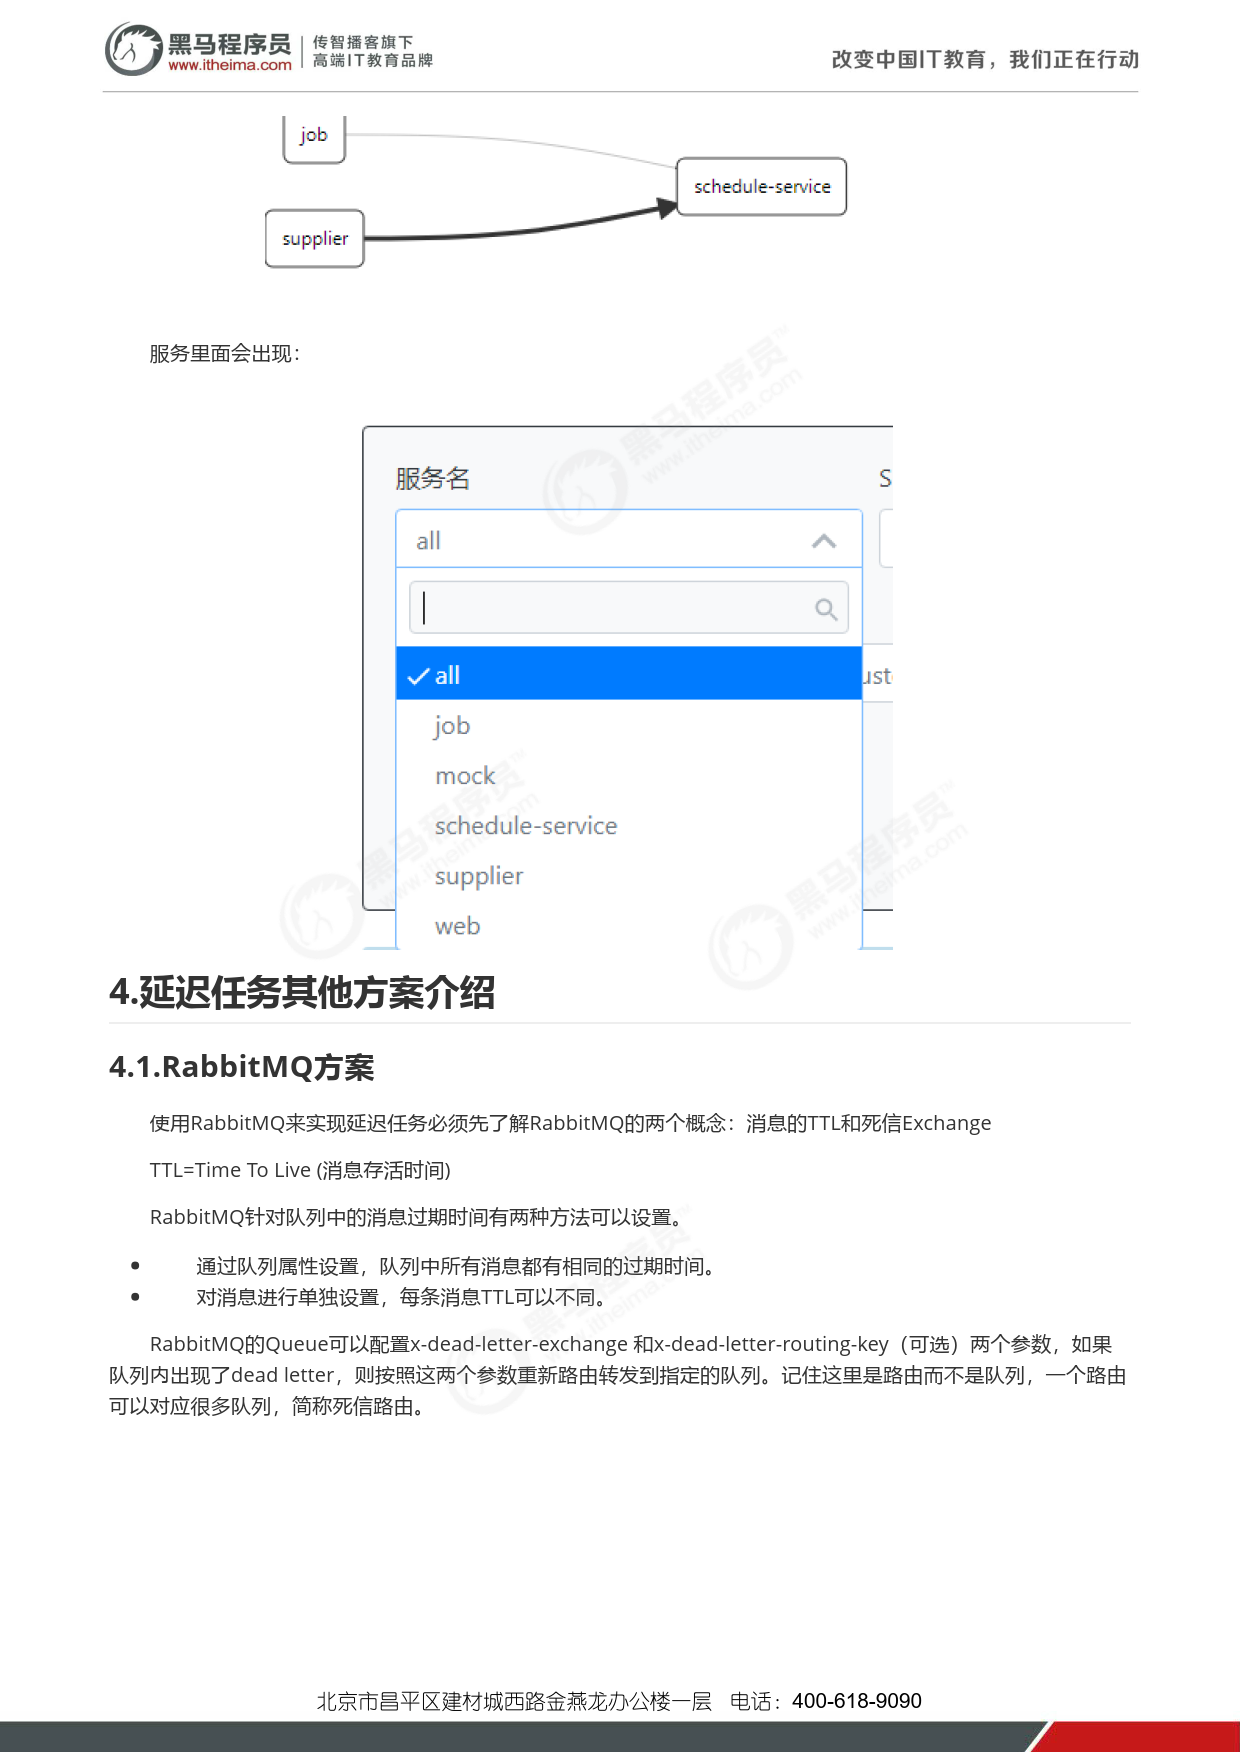 黑马程序员
www.itheima.com
传智播客旗下
高端IT教育品牌
改变中国IT教育，我们正在行动
job
schedule-service
supplier
服务里面会出现：
服务名
S
all
all
job
mock
schedule-service
supplier
web
4.延迟任务其他方案介绍
4.1.RabbitMQ方案
使用RabbitMQ来实现延迟任务必须先了解RabbitMQ的两个概念：消息的TTL和死信Exchange
TTL=Time To Live (消息存活时间)
RabbitMQ针对队列中的消息过期时间有两种方法可以设置。
• 通过队列属性设置，队列中所有消息都有相同的过期时间。
• 对消息进行单独设置，每条消息TTL可以不同。
RabbitMQ的Queue可以配置x-dead-letter-exchange 和x-dead-letter-routing-key（可选）两个参数，如果
队列内出现了dead letter，则按照这两个参数重新路由转发到指定的队列。记住这里是路由而不是队列，一个路由
可以对应很多队列，简称死信路由。
北京市昌平区建材城西路金燕龙办公楼一层 电话：400-618-9090